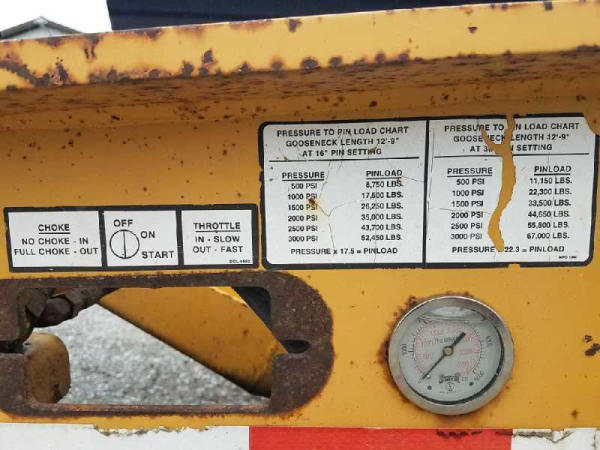 PRESSURE TO PIN LOAD CHART
GOOSENECK LENGTH 12'-9"
AT 16" PIN SETTING
PRESSURE PINLOAD
500 PSI 8,750 LBS.
1000 PSI 17,500 LBS.
1500 PSI 26,250 LBS.
2000 PSI 35,000 LBS.
2500 PSI 43,700 LBS.
3000 PSI 52,450 LBS.
PRESSURE x 17.5 = PINLOAD
PRESSURE TO PIN LOAD CHART
GOOSENECK LENGTH 12'-9"
AT PIN SETTING
PRESSURE PINLOAD
500 PSI 11,150 LBS.
1000 PSI 22,300 LBS.
1500 PSI 33,500 LBS.
2000 PSI 44,650 LBS.
2500 PSI 55,800 LBS.
3000 PSI 67,000 LBS.
PRESSURE x 22.3 = PINLOAD
CHOKE
NO CHOKE - IN
FULL CHOKE - OUT
OFF
ON
START
THROTTLE
IN - SLOW
OUT - FAST